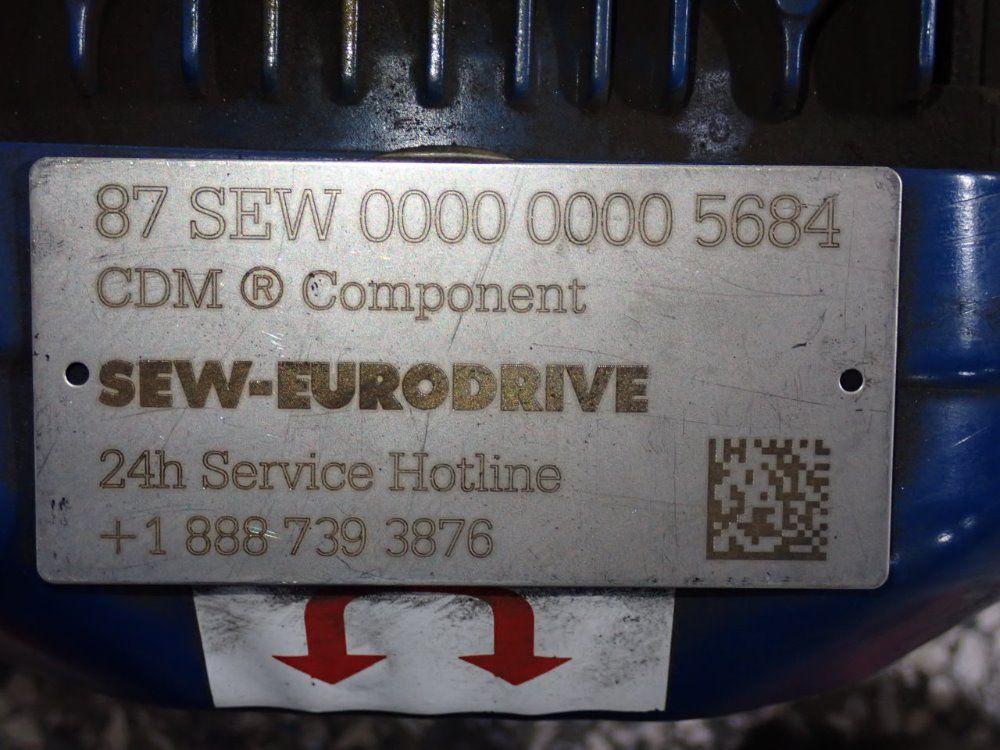 87 SEW 0000 0000 5684
CDM ® Component
SEW-EURODRIVE
24h Service Hotline
+1 888 739 3876